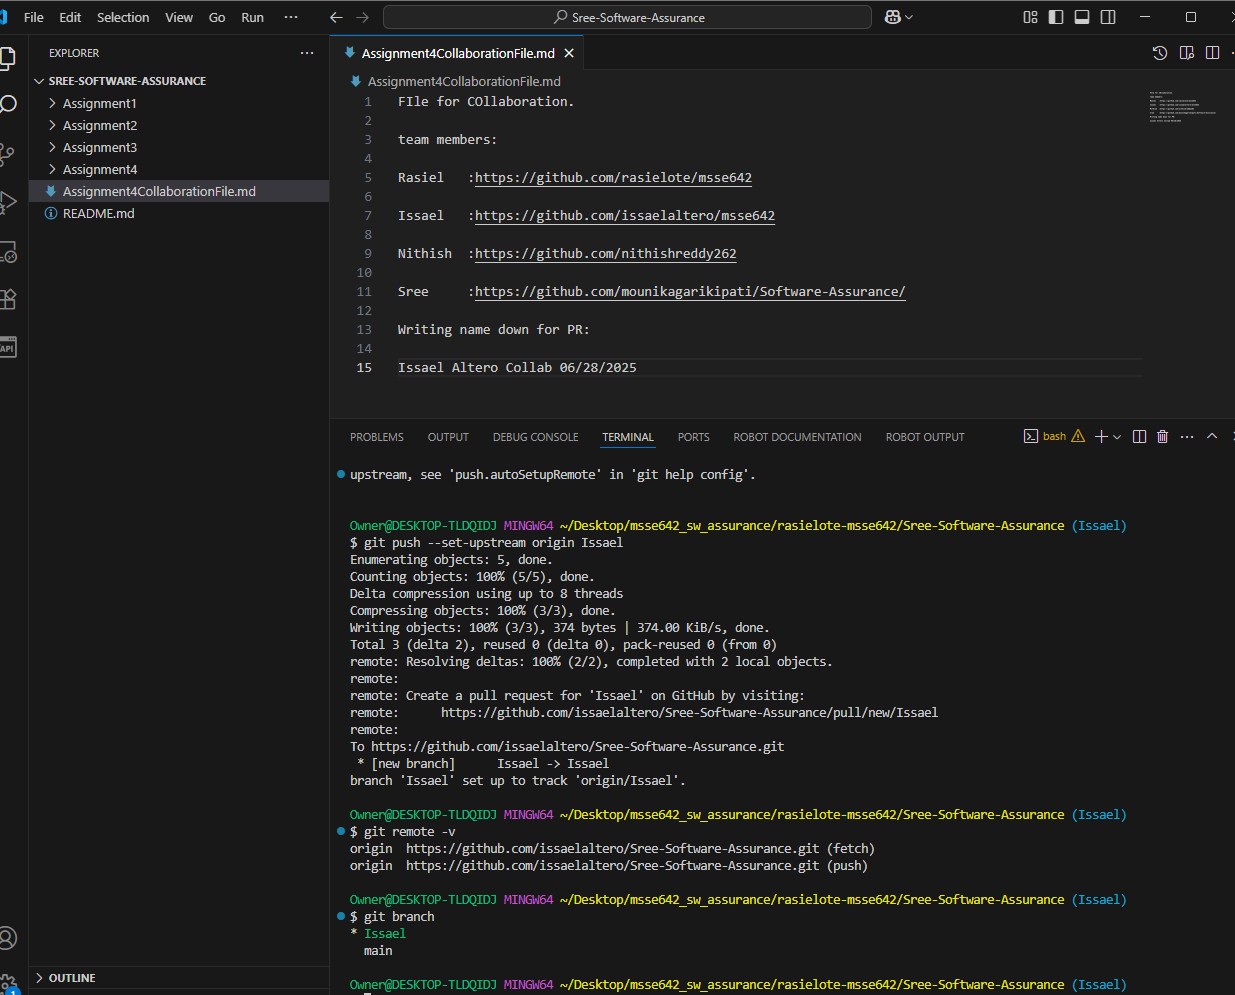 File Edit Selection View Go Run ··· Sree-Software-Assurance
EXPLORER ···
SREE-SOFTWARE-ASSURANCE
Assignment1
Assignment2
Assignment3
Assignment4
Assignment4CollaborationFile.md
README.md
OUTLINE
API
1
Assignment4CollaborationFile.md
Assignment4CollaborationFile.md
1 FIle for COllaboration.
2
3 team members:
4
5 Rasiel :https://github.com/rasielote/msse642
6
7 Issael :https://github.com/issaelaltero/msse642
8
9 Nithish :https://github.com/nithishreddy262
10
11 Sree :https://github.com/mounikagarikipati/Software-Assurance/
12
13 Writing name down for PR:
14
15 Issael Altero Collab 06/28/2025
PROBLEMS OUTPUT DEBUG CONSOLE TERMINAL PORTS ROBOT DOCUMENTATION ROBOT OUTPUT bash
upstream, see 'push.autoSetupRemote' in 'git help config'.
Owner@DESKTOP-TLDQIDJ MINGW64 ~/Desktop/msse642_sw_assurance/rasielote-msse642/Sree-Software-Assurance (Issael)
$ git push --set-upstream origin Issael
Enumerating objects: 5, done.
Counting objects: 100% (5/5), done.
Delta compression using up to 8 threads
Compressing objects: 100% (3/3), done.
Writing objects: 100% (3/3), 374 bytes | 374.00 KiB/s, done.
Total 3 (delta 2), reused 0 (delta 0), pack-reused 0 (from 0)
remote: Resolving deltas: 100% (2/2), completed with 2 local objects.
remote:
remote: Create a pull request for 'Issael' on GitHub by visiting:
remote:      https://github.com/issaelaltero/Sree-Software-Assurance/pull/new/Issael
remote:
To https://github.com/issaelaltero/Sree-Software-Assurance.git
 * [new branch]      Issael -> Issael
branch 'Issael' set up to track 'origin/Issael'.
Owner@DESKTOP-TLDQIDJ MINGW64 ~/Desktop/msse642_sw_assurance/rasielote-msse642/Sree-Software-Assurance (Issael)
$ git remote -v
origin  https://github.com/issaelaltero/Sree-Software-Assurance.git (fetch)
origin  https://github.com/issaelaltero/Sree-Software-Assurance.git (push)
Owner@DESKTOP-TLDQIDJ MINGW64 ~/Desktop/msse642_sw_assurance/rasielote-msse642/Sree-Software-Assurance (Issael)
$ git branch
* Issael
  main
Owner@DESKTOP-TLDQIDJ MINGW64 ~/Desktop/msse642_sw_assurance/rasielote-msse642/Sree-Software-Assurance (Issael)